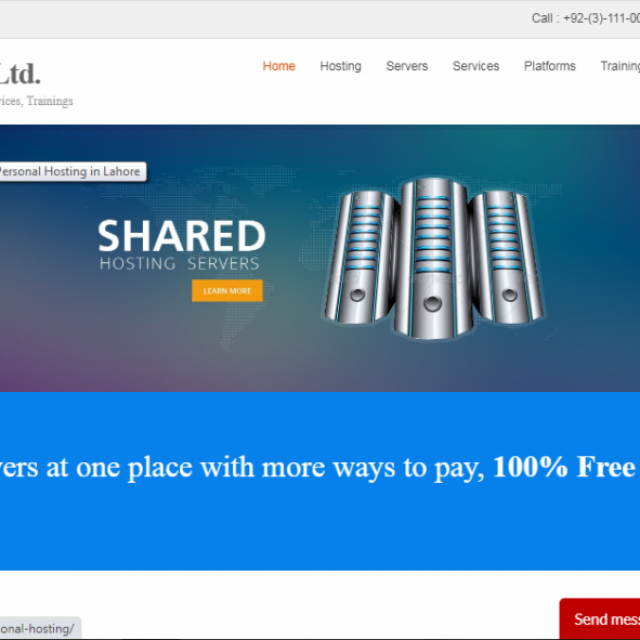 Call : +92-(3)-111-00
Ltd.
Home Hosting Servers Services Platforms Training
ices, Trainings
Personal Hosting in Lahore
SHARED
HOSTING SERVERS
LEARN MORE
vers at one place with more ways to pay, 100% Free
onal-hosting/
Send mess